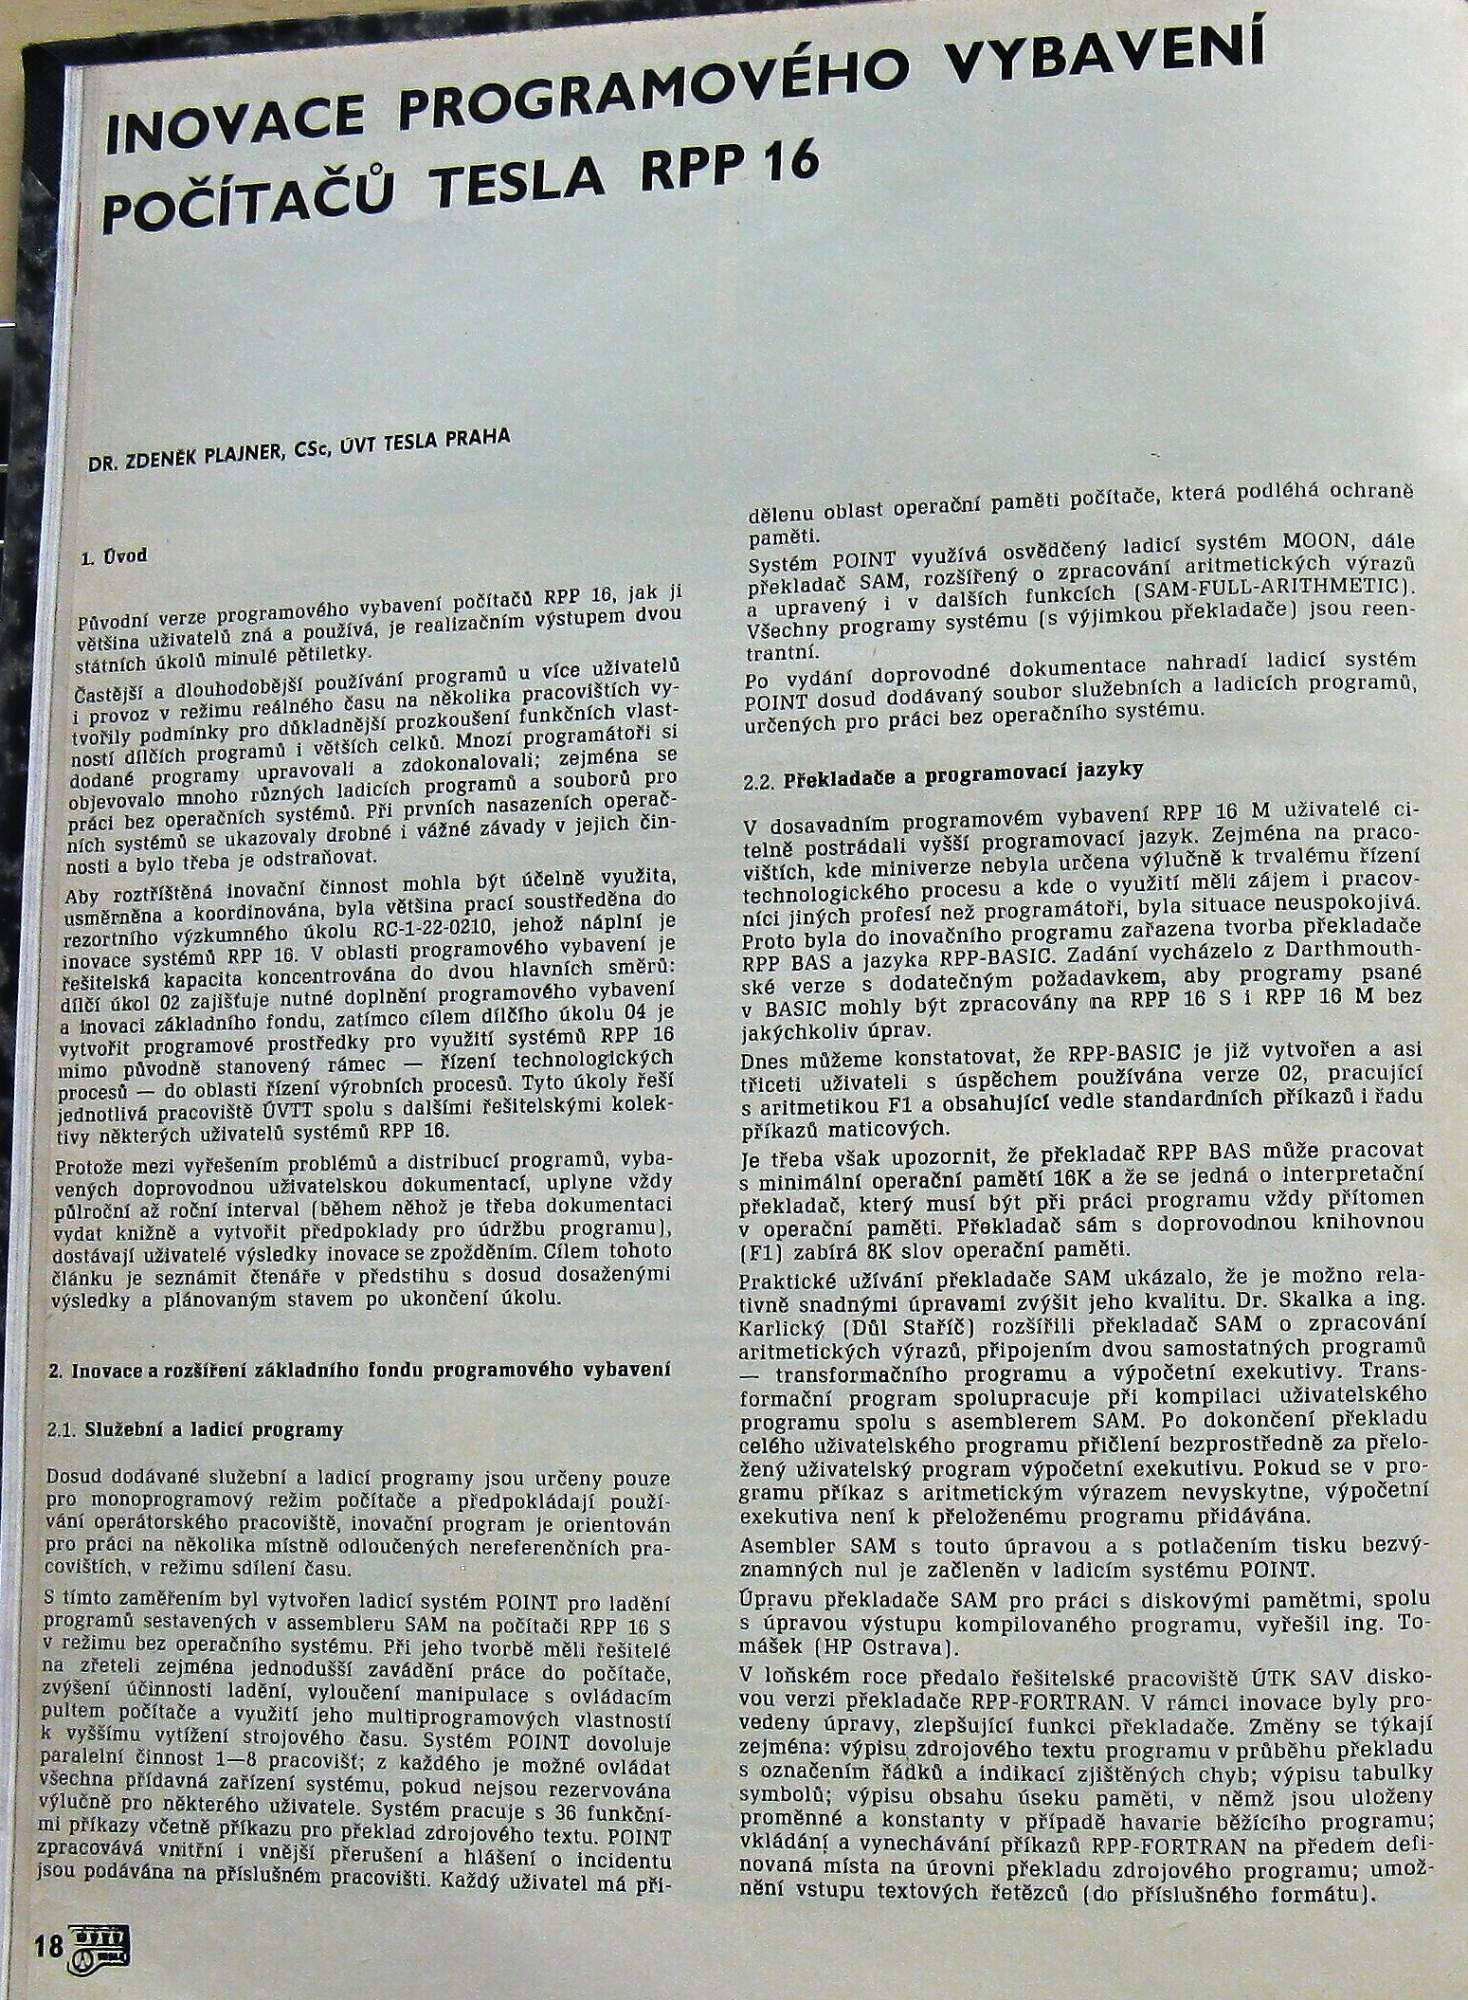 INOVACE PROGRAMOVÉHO VYBAVENÍ
POČÍTAČŮ TESLA RPP 16
DR. ZDENĚK PLAJNER, CSc, ÚVT TESLA PRAHA
1. Úvod
Původní verze programového vybavení počítačů RPP 16, jak ji
většina uživatelů zná a používá, je realizačním výstupem dvou
státních úkolů minulé pětiletky.
Častější a dlouhodobější používání programů u více uživatelů
i provoz v režimu reálného času na několika pracovištích vy-
tvořily podmínky pro důkladnější prozkoušení funkčních vlast-
ností dílčích programů i větších celků. Mnozí programátoři si
dodané programy upravovali a zdokonalovali; zejména se
objevovalo mnoho různých ladicích programů a souborů pro
práci bez operačních systémů. Při prvních nasazeních operač-
ních systémů se ukazovaly drobné i vážné závady v jejich čin-
nosti a bylo třeba je odstraňovat.
Aby roztříštěná inovační činnost mohla být účelně využita,
usměrněna a koordinována, byla většina prací soustředěna do
rezortního výzkumného úkolu RC-1-22-0210, jehož náplní je
inovace systémů RPP 16. V oblasti programového vybavení je
řešitelská kapacita koncentrována do dvou hlavních směrů:
dílčí úkol 02 zajišťuje nutné doplnění programového vybavení
a inovaci základního fondu, zatímco cílem dílčího úkolu 04 je
vytvořit programové prostředky pro využití systémů RPP 16
mimo původně stanovený rámec — řízení technologických
procesů — do oblasti řízení výrobních procesů. Tyto úkoly řeší
jednotlivá pracoviště ÚVTT spolu s dalšími řešitelskými kolek-
tivy některých uživatelů systémů RPP 16.
Protože mezi vyřešením problémů a distribucí programů, vyba-
vených doprovodnou uživatelskou dokumentací, uplyne vždy
půlroční až roční interval (během něhož je třeba dokumentaci
vydat knižně a vytvořit předpoklady pro údržbu programu),
dostávají uživatelé výsledky inovace se zpožděním. Cílem tohoto
článku je seznámit čtenáře v předstihu s dosud dosaženými
výsledky a plánovaným stavem po ukončení úkolu.
2. Inovace a rozšíření základního fondu programového vybavení
2.1. Služební a ladicí programy
Dosud dodávané služební a ladicí programy jsou určeny pouze
pro monoprogramový režim počítače a předpokládají použí-
vání operátorského pracoviště, inovační program je orientován
pro práci na několika místně odloučených nereferenčních pra-
covištích, v režimu sdílení času.
S tímto zaměřením byl vytvořen ladicí systém POINT pro ladění
programů sestavených v assembleru SAM na počítači RPP 16 S
v režimu bez operačního systému. Při jeho tvorbě měli řešitelé
na zřeteli zejména jednodušší zavádění práce do počítače,
zvýšení účinnosti ladění, vyloučení manipulace s ovládacím
pultem počítače a využití jeho multiprogramových vlastností
k vyššímu vytížení strojového času. Systém POINT dovoluje
paralelní činnost 1—8 pracovišť; z každého je možné ovládat
všechna přídavná zařízení systému, pokud nejsou rezervována
výlučně pro některého uživatele. Systém pracuje s 36 funkční-
mi příkazy včetně příkazu pro překlad zdrojového textu. POINT
zpracovává vnitřní i vnější přerušení a hlášení o incidentu
jsou podávána na příslušném pracovišti. Každý uživatel má při-
dělenu oblast operační paměti počítače, která podléhá ochraně
paměti.
Systém POINT využívá osvědčený ladicí systém MOON, dále
překladač SAM, rozšířený o zpracování aritmetických výrazů
a upravený i v dalších funkcích (SAM-FULL-ARITHMETIC).
Všechny programy systému (s výjimkou překladače) jsou reen-
trantní.
Po vydání doprovodné dokumentace nahradí ladicí systém
POINT dosud dodávaný soubor služebních a ladicích programů,
určených pro práci bez operačního systému.
2.2. Překladače a programovací jazyky
V dosavadním programovém vybavení RPP 16 M uživatelé ci-
telně postrádali vyšší programovací jazyk. Zejména na praco-
vištích, kde miniverze nebyla určena výlučně k trvalému řízení
technologického procesu a kde o využití měli zájem i pracov-
níci jiných profesí než programátoři, byla situace neuspokojivá.
Proto byla do inovačního programu zařazena tvorba překladače
RPP BAS a jazyka RPP-BASIC. Zadání vycházelo z Darthmouth-
ské verze s dodatečným požadavkem, aby programy psané
v BASIC mohly být zpracovány na RPP 16 S i RPP 16 M bez
jakýchkoliv úprav.
Dnes můžeme konstatovat, že RPP-BASIC je již vytvořen a asi
třiceti uživateli s úspěchem používána verze 02, pracující
s aritmetikou F1 a obsahující vedle standardních příkazů i řadu
příkazů maticových.
Je třeba však upozornit, že překladač RPP BAS může pracovat
s minimální operační pamětí 16K a že se jedná o interpretační
překladač, který musí být při práci programu vždy přítomen
v operační paměti. Překladač sám s doprovodnou knihovnou
(F1) zabírá 8K slov operační paměti.
Praktické užívání překladače SAM ukázalo, že je možno rela-
tivně snadnými úpravami zvýšit jeho kvalitu. Dr. Skalka a ing.
Karlický (Důl Staříč) rozšířili překladač SAM o zpracování
aritmetických výrazů, připojením dvou samostatných programů
— transformačního programu a výpočetní exekutivy. Trans-
formační program spolupracuje při kompilaci uživatelského
programu spolu s asemblerem SAM. Po dokončení překladu
celého uživatelského programu přičlení bezprostředně za přelo-
žený uživatelský program výpočetní exekutivu. Pokud se v pro-
gramu příkaz s aritmetickým výrazem nevyskytne, výpočetní
exekutiva není k přeloženému programu přidávána.
Asembler SAM s touto úpravou a s potlačením tisku bezvý-
znamných nul je začleněn v ladicím systému POINT.
Úpravu překladače SAM pro práci s diskovými pamětmi, spolu
s úpravou výstupu kompilovaného programu, vyřešil ing. To-
mášek (HP Ostrava).
V loňském roce předalo řešitelské pracoviště ÚTK SAV disko-
vou verzi překladače RPP-FORTRAN. V rámci inovace byly pro-
vedeny úpravy, zlepšující funkci překladače. Změny se týkají
zejména: výpisu zdrojového textu programu v průběhu překladu
s označením řádků a indikací zjištěných chyb; výpisu tabulky
symbolů; výpisu obsahu úseku paměti, v němž jsou uloženy
proměnné a konstanty v případě havarie běžícího programu;
vkládání a vynechávání příkazů RPP-FORTRAN na předem defi-
novaná místa na úrovni překladu zdrojového programu; umož-
nění vstupu textových řetězců (do příslušného formátu).
18